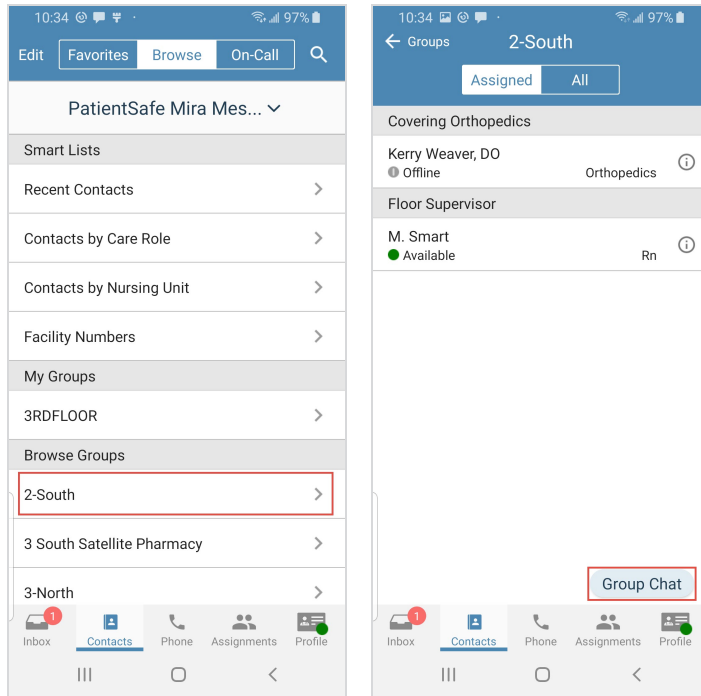 10:34 97%
Edit Favorites Browse On-Call
PatientSafe Mira Mes...
Smart Lists
Recent Contacts
Contacts by Care Role
Contacts by Nursing Unit
Facility Numbers
My Groups
3RDFLOOR
Browse Groups
2-South
3 South Satellite Pharmacy
3-North
1
Inbox Contacts Phone Assignments Profile
10:34 97%
Groups 2-South
Assigned All
Covering Orthopedics
Kerry Weaver, DO
Offline Orthopedics
Floor Supervisor
M. Smart
Available Rn
Group Chat
1
Inbox Contacts Phone Assignments Profile